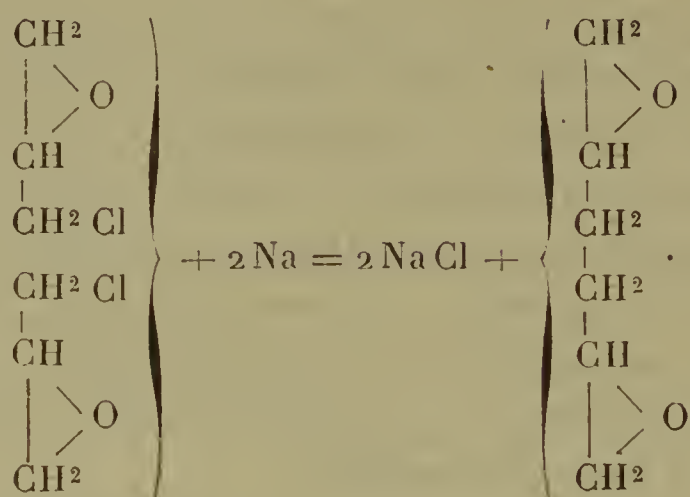 CH² CH²
O O
CH CH
CH² Cl CH²
+ 2 Na = 2 NaCl +
CH² Cl CH²
CH CH
O O
CH² CH²